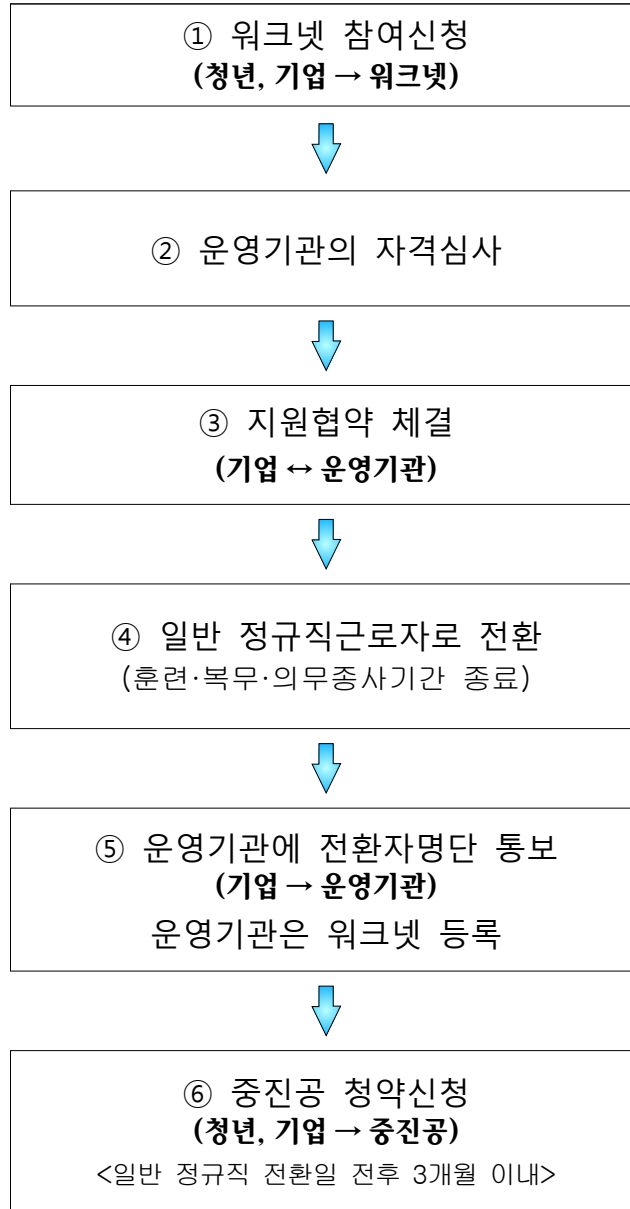 ① 워크넷 참여신청
(청년, 기업 → 워크넷)
② 운영기관의 자격심사
③ 지원협약 체결
(기업 ↔ 운영기관)
④ 일반 정규직근로자로 전환
(훈련·복무·의무종사기간 종료)
⑤ 운영기관에 전환자명단 통보
(기업 → 운영기관)
운영기관은 워크넷 등록
⑥ 중진공 청약신청
(청년, 기업 → 중진공)
<일반 정규직 전환일 전후 3개월 이내>